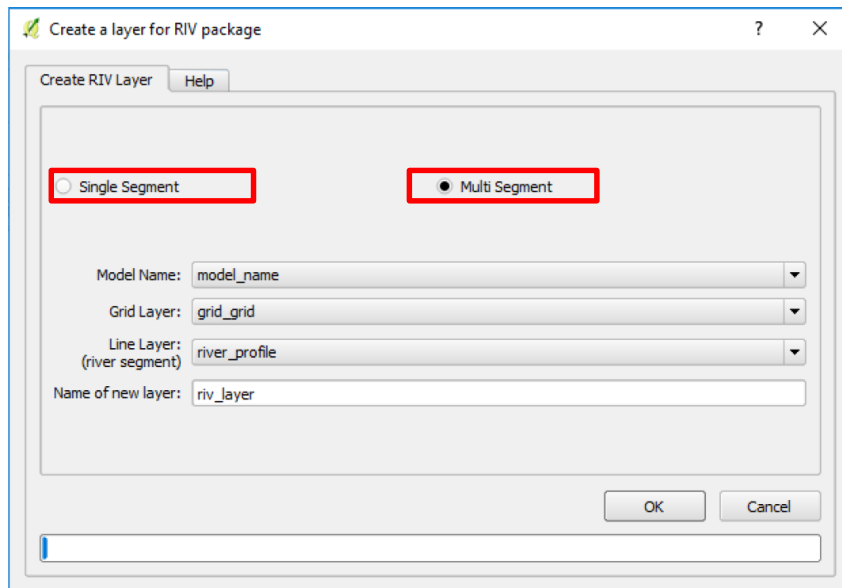 Create a layer for RIV package
?
Create RIV Layer
Help
Single Segment
Multi Segment
Model Name: model_name
Grid Layer: grid_grid
Line Layer:
(river segment) river_profile
Name of new layer: riv_layer
OK
Cancel